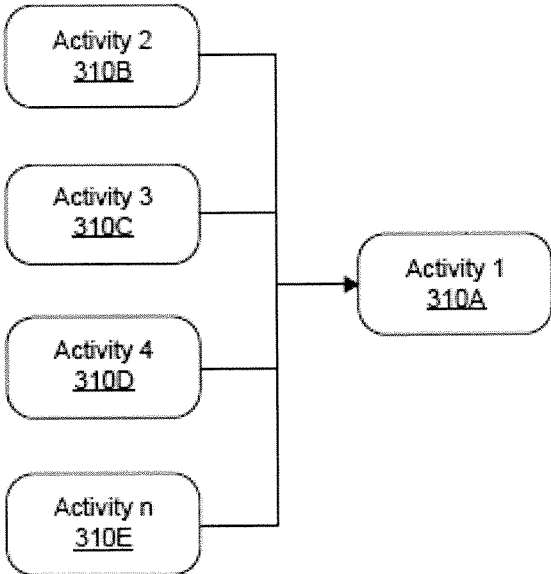 Activity 2
310B
Activity 3
310C
Activity 1
310A
Activity 4
310D
Activity n
310E